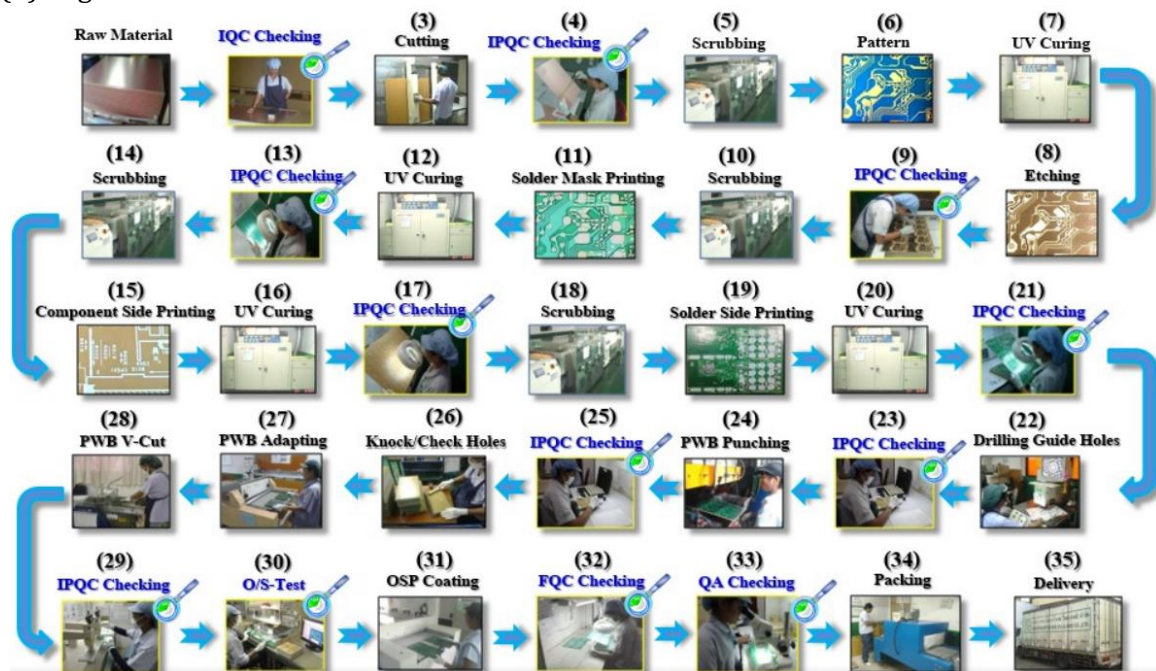 Raw Material
IQC Checking
(3)
Cutting
(4)
IPQC Checking
(5)
Scrubbing
(6)
Pattern
(7)
UV Curing
(14)
Scrubbing
(13)
IPQC Checking
(12)
UV Curing
(11)
Solder Mask Printing
(10)
Scrubbing
(9)
IPQC Checking
(8)
Etching
(15)
Component Side Printing
(16)
UV Curing
(17)
IPQC Checking
(18)
Scrubbing
(19)
Solder Side Printing
(20)
UV Curing
(21)
IPQC Checking
(28)
PWB V-Cut
(27)
PWB Adapting
(26)
Knock/Check Holes
(25)
IPQC Checking
(24)
PWB Punching
(23)
IPQC Checking
(22)
Drilling Guide Holes
(29)
IPQC Checking
(30)
O/S-Test
(31)
OSP Coating
(32)
FQC Checking
(33)
QA Checking
(34)
Packing
(35)
Delivery